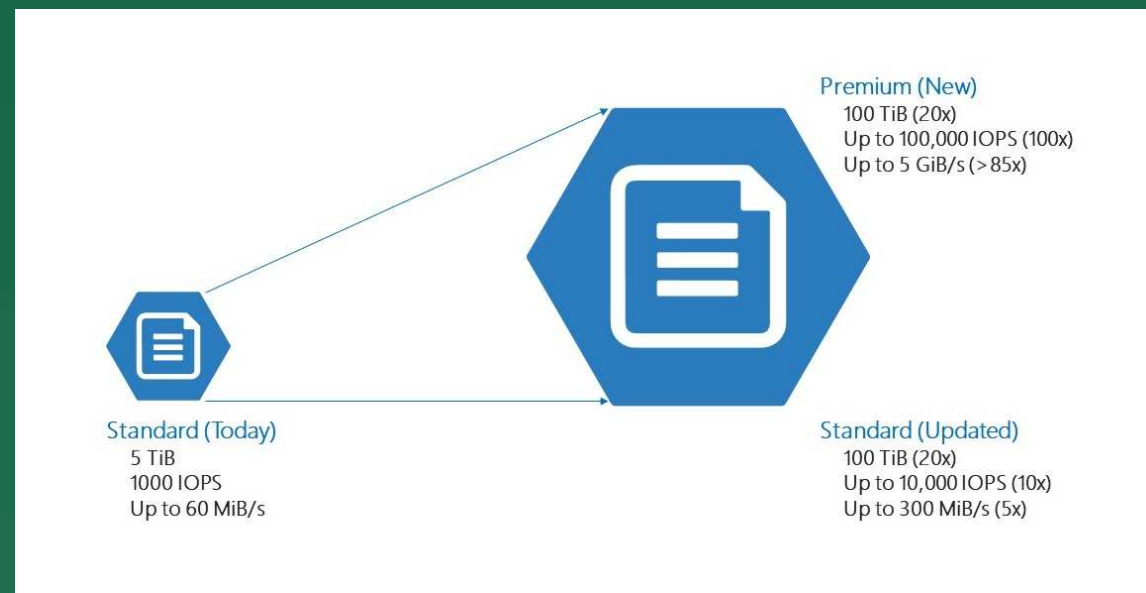 Premium (New)
100 TiB (20x)
Up to 100,000 IOPS (100x)
Up to 5 GiB/s (>85x)
Standard (Today)
5 TiB
1000 IOPS
Up to 60 MiB/s
Standard (Updated)
100 TiB (20x)
Up to 10,000 IOPS (10x)
Up to 300 MiB/s (5x)